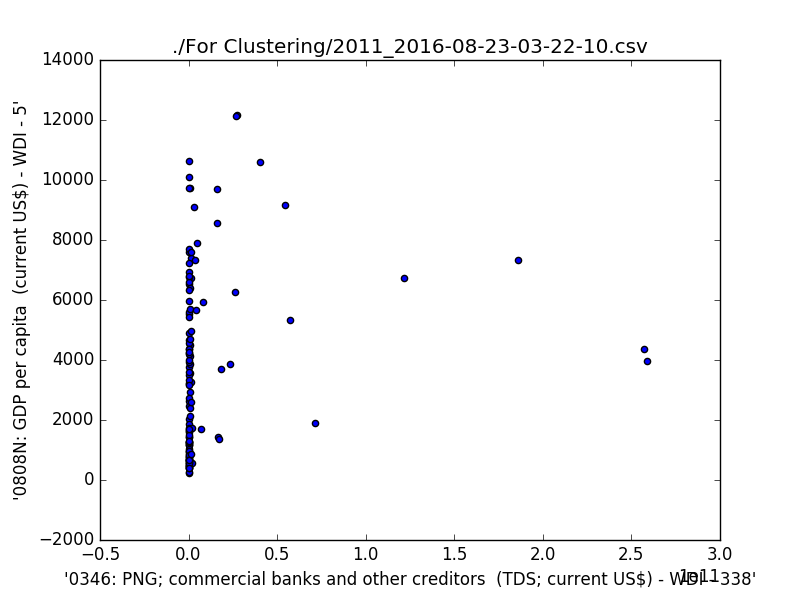 ./For Clustering/2011_2016-08-23-03-22-10.csv
14000
12000
10000
8000
6000
4000
2000
0
−2000
'0808N: GDP per capita  (current US$) - WDI - 5'
−0.5 0.0 0.5 1.0 1.5 2.0 2.5 3.0
1e11
'0346: PNG; commercial banks and other creditors  (TDS; current US$) - WDI - 338'